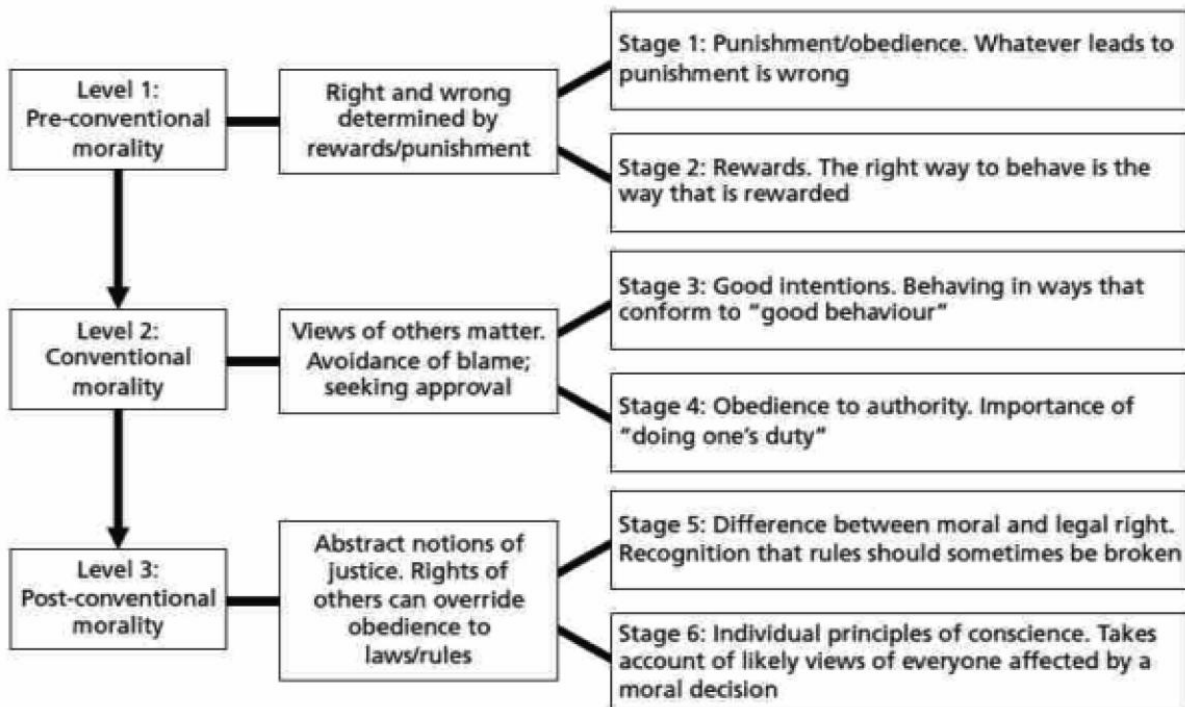 Level 1:
Pre-conventional
morality
Right and wrong
determined by
rewards/punishment
Stage 1: Punishment/obedience. Whatever leads to
punishment is wrong
Stage 2: Rewards. The right way to behave is the
way that is rewarded
Level 2:
Conventional
morality
Views of others matter.
Avoidance of blame;
seeking approval
Stage 3: Good intentions. Behaving in ways that
conform to “good behaviour”
Stage 4: Obedience to authority. Importance of
“doing one’s duty”
Level 3:
Post-conventional
morality
Abstract notions of
justice. Rights of
others can override
obedience to
laws/rules
Stage 5: Difference between moral and legal right.
Recognition that rules should sometimes be broken
Stage 6: Individual principles of conscience. Takes
account of likely views of everyone affected by a
moral decision